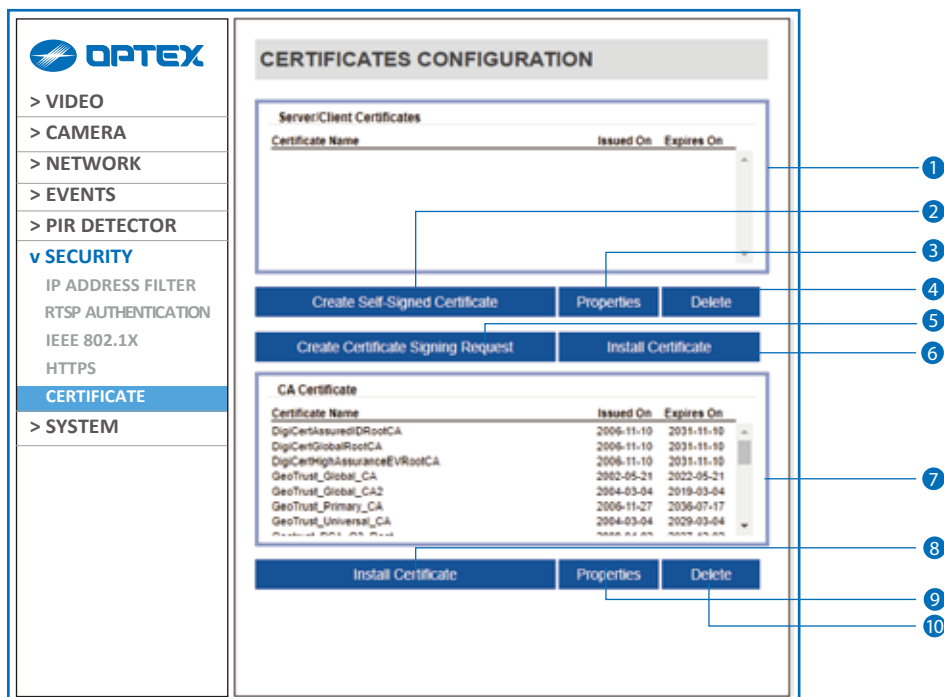 OPTEX
> VIDEO
> CAMERA
> NETWORK
> EVENTS
> PIR DETECTOR
v SECURITY
IP ADDRESS FILTER
RTSP AUTHENTICATION
IEEE 802.1X
HTTPS
CERTIFICATE
> SYSTEM
CERTIFICATES CONFIGURATION
Server/Client Certificates
Certificate Name Issued On Expires On
1
2
3
Create Self-Signed Certificate Properties Delete
4
5
Create Certificate Signing Request Install Certificate
6
CA Certificate
Certificate Name Issued On Expires On
DigiCertAssuredIDRootCA 2006-11-10 2031-11-10
DigiCertGlobalRootCA 2006-11-10 2031-11-10
DigiCertHighAssuranceEVRootCA 2006-11-10 2031-11-10
GeoTrust_Global_CA 2002-05-21 2022-05-21
GeoTrust_Global_CA2 2004-03-04 2019-03-04
GeoTrust_Primary_CA 2006-11-27 2036-07-17
GeoTrust_Universal_CA 2004-03-04 2029-03-04
7
8
Install Certificate Properties Delete
9
10